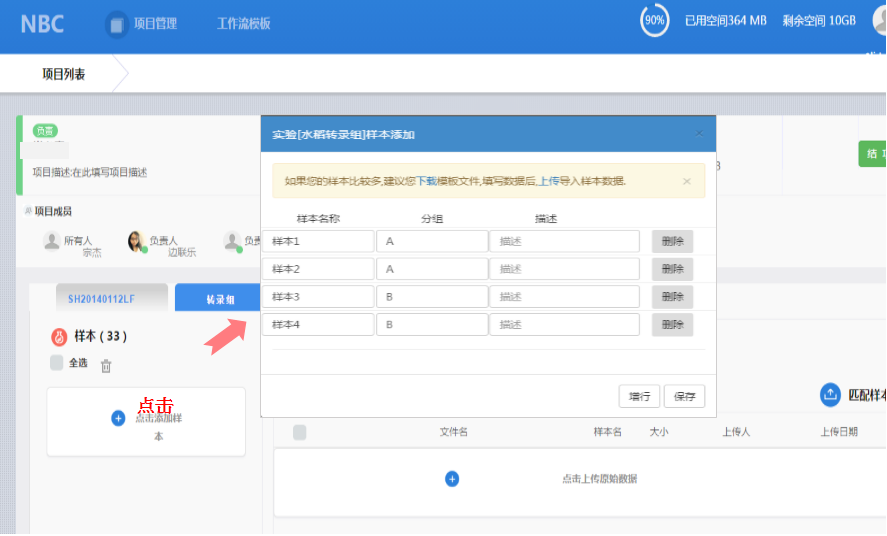 NBC 项目管理 工作流模板 90% 已用空间364 MB 剩余空间 10GB
项目列表
负责
项目描述:在此填写项目描述
项目成员
所有人
宗杰
负责人
边联乐
负责
SH20140112LF 转录组
样本 ( 33 )
全选
点击
点击添加样
本
实验[水稻转录组]样本添加 ×
如果您的样本比较多,建议您下载模板文件,填写数据后,上传导入样本数据. ×
样本名称 分组 描述
样本1 A 描述 删除
样本2 A 描述 删除
样本3 B 描述 删除
样本4 B 描述 删除
增行 保存
结
匹配样本
文件名 样本名 大小 上传人 上传日期
点击上传原始数据